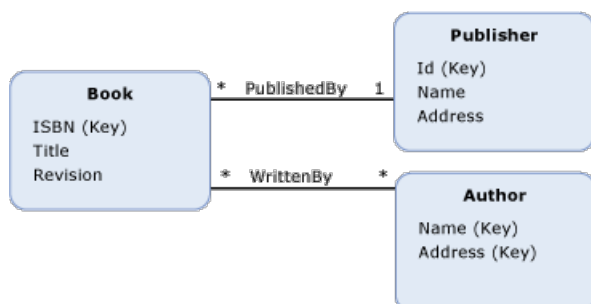 Publisher
Id (Key)
Name
Address
Book
ISBN (Key)
Title
Revision
* PublishedBy 1
* WrittenBy *
Author
Name (Key)
Address (Key)